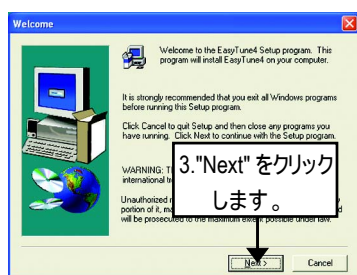 Welcome
Welcome to the EasyTune4 Setup program. This
program will install EasyTune4 on your computer.
It is strongly recommended that you exit all Windows programs
before running this Setup program.
Click Cancel to quit Setup and then close any programs you
have running. Click Next to continue with the Setup program.
WARNING:
international
3."Next" をクリック
します。
Unauthorized
portion of it,
will be prosecuted to the maximum extent possible under law.
Next >
Cancel